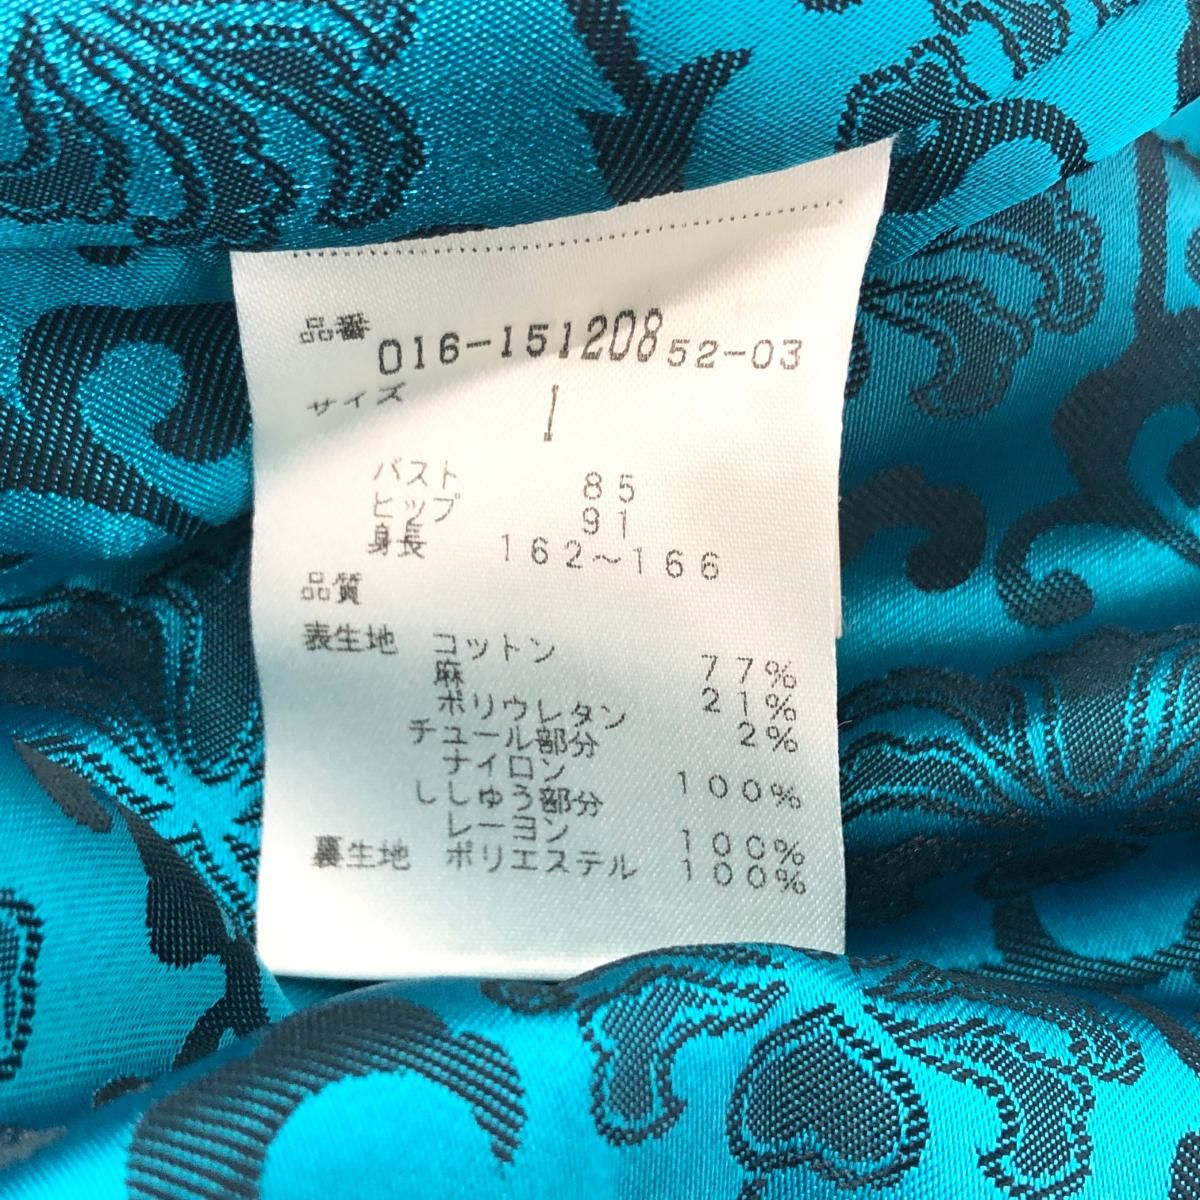 品番 016-15120852-03
サイズ 1
バスト 85
ヒップ 91
身長 162～166
品質
表生地 コットン 77%
麻 21%
ポリウレタン 2%
チュール部分
ナイロン 100%
ししゅう部分
レーヨン 100%
裏生地 ポリエステル 100%